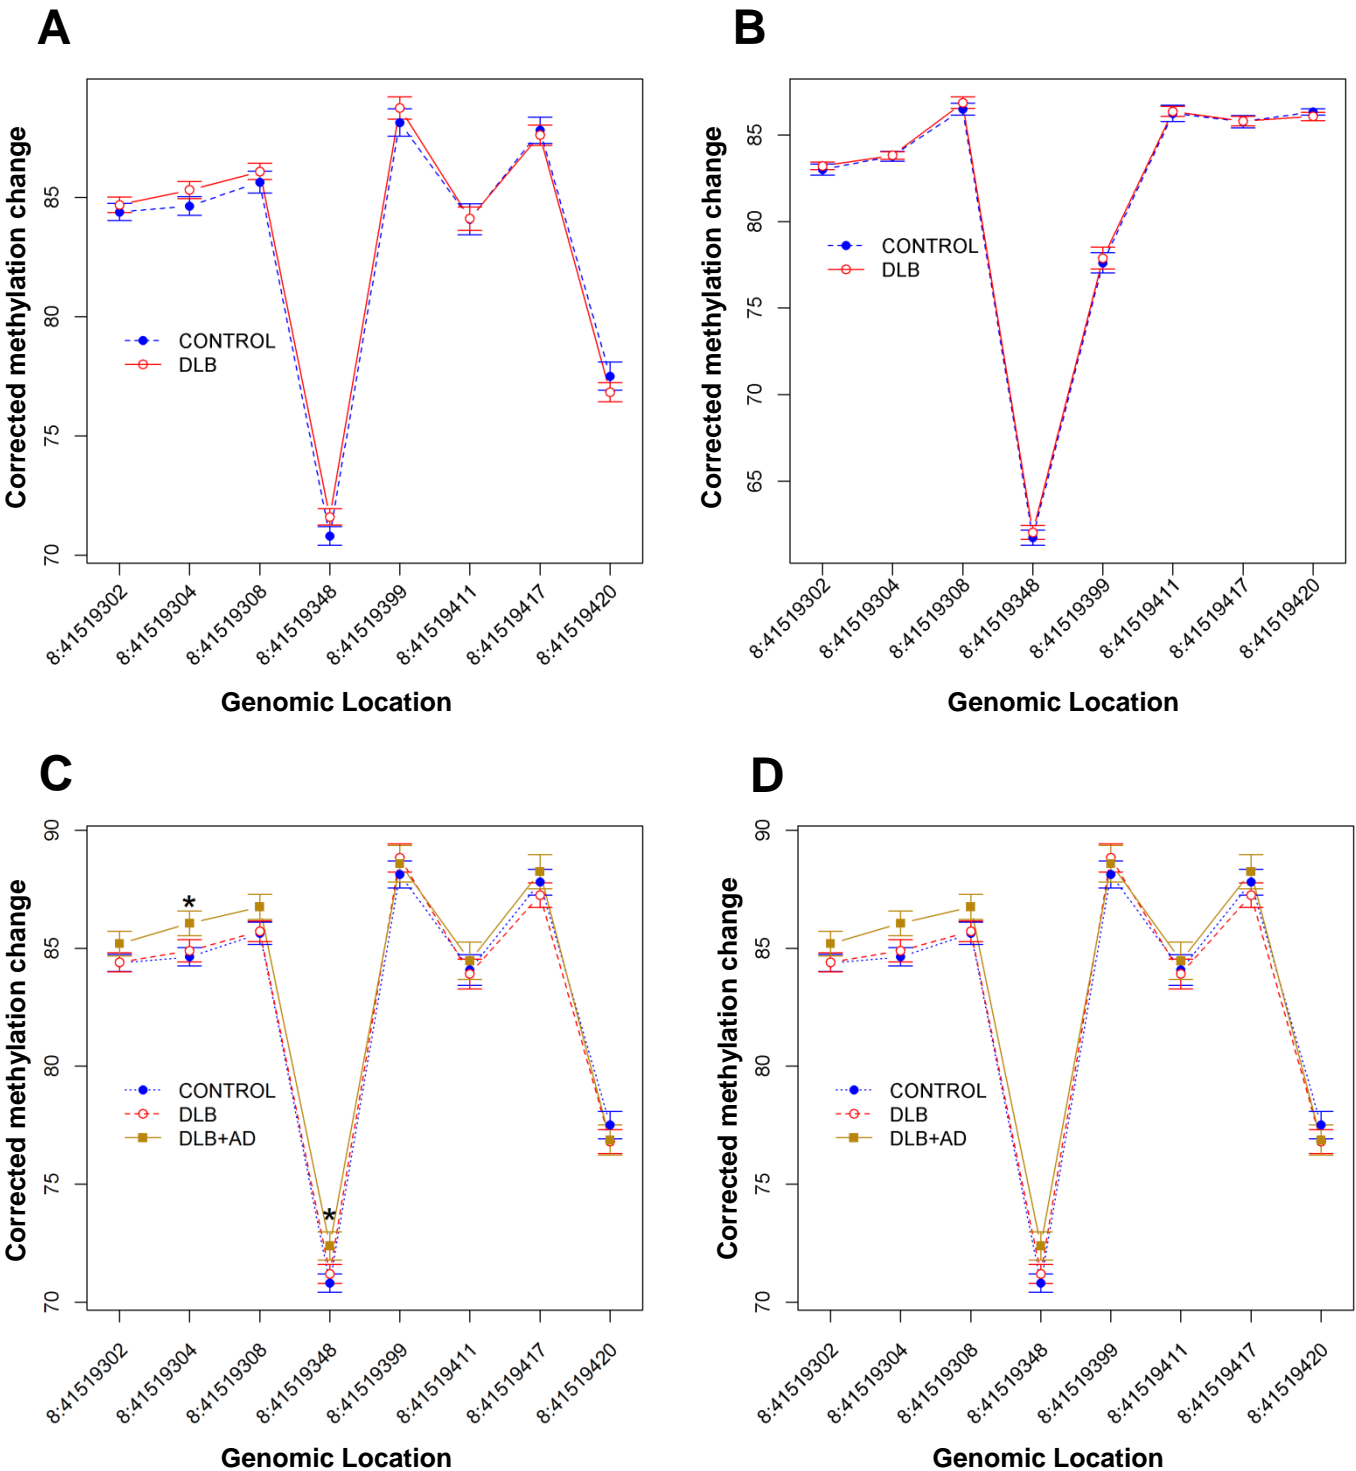 A
Corrected methylation change
85
80
75
70
CONTROL
DLB
8:41519302
8:41519304
8:41519308
8:41519348
8:41519399
8:41519411
8:41519417
8:41519420
Genomic Location
B
Corrected methylation change
85
80
75
70
65
CONTROL
DLB
8:41519302
8:41519304
8:41519308
8:41519348
8:41519399
8:41519411
8:41519417
8:41519420
Genomic Location
C
Corrected methylation change
90
85
80
75
70
*
*
CONTROL
DLB
DLB+AD
8:41519302
8:41519304
8:41519308
8:41519348
8:41519399
8:41519411
8:41519417
8:41519420
Genomic Location
D
Corrected methylation change
90
85
80
75
70
CONTROL
DLB
DLB+AD
8:41519302
8:41519304
8:41519308
8:41519348
8:41519399
8:41519411
8:41519417
8:41519420
Genomic Location